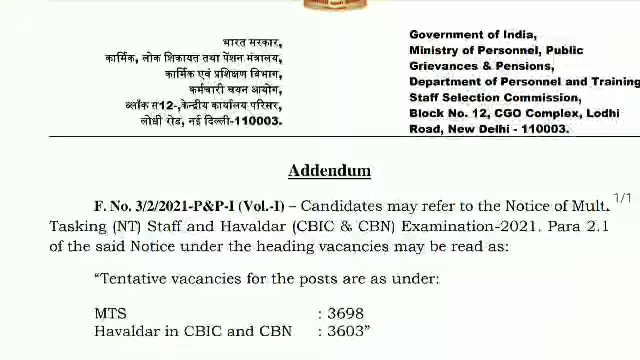 भारत सरकार,
कार्मिक, लोक शिकायत तथा पेंशन मंत्रालय,
कार्मिक एवं प्रशिक्षण विभाग,
कर्मचारी चयन आयोग,
ब्लॉक स॰12-,केन्द्रीय कार्यालय परिसर,
लोधी रोड, नई दिल्ली-110003.
Government of India,
Ministry of Personnel, Public
Grievances & Pensions,
Department of Personnel and Training
Staff Selection Commission,
Block No. 12, CGO Complex, Lodhi
Road, New Delhi - 110003.
Addendum
1/1
F. No. 3/2/2021-P&P-I (Vol.-I) – Candidates may refer to the Notice of Mult.
Tasking (NT) Staff and Havaldar (CBIC & CBN) Examination-2021. Para 2.1
of the said Notice under the heading vacancies may be read as:
“Tentative vacancies for the posts are as under:
MTS : 3698
Havaldar in CBIC and CBN : 3603”